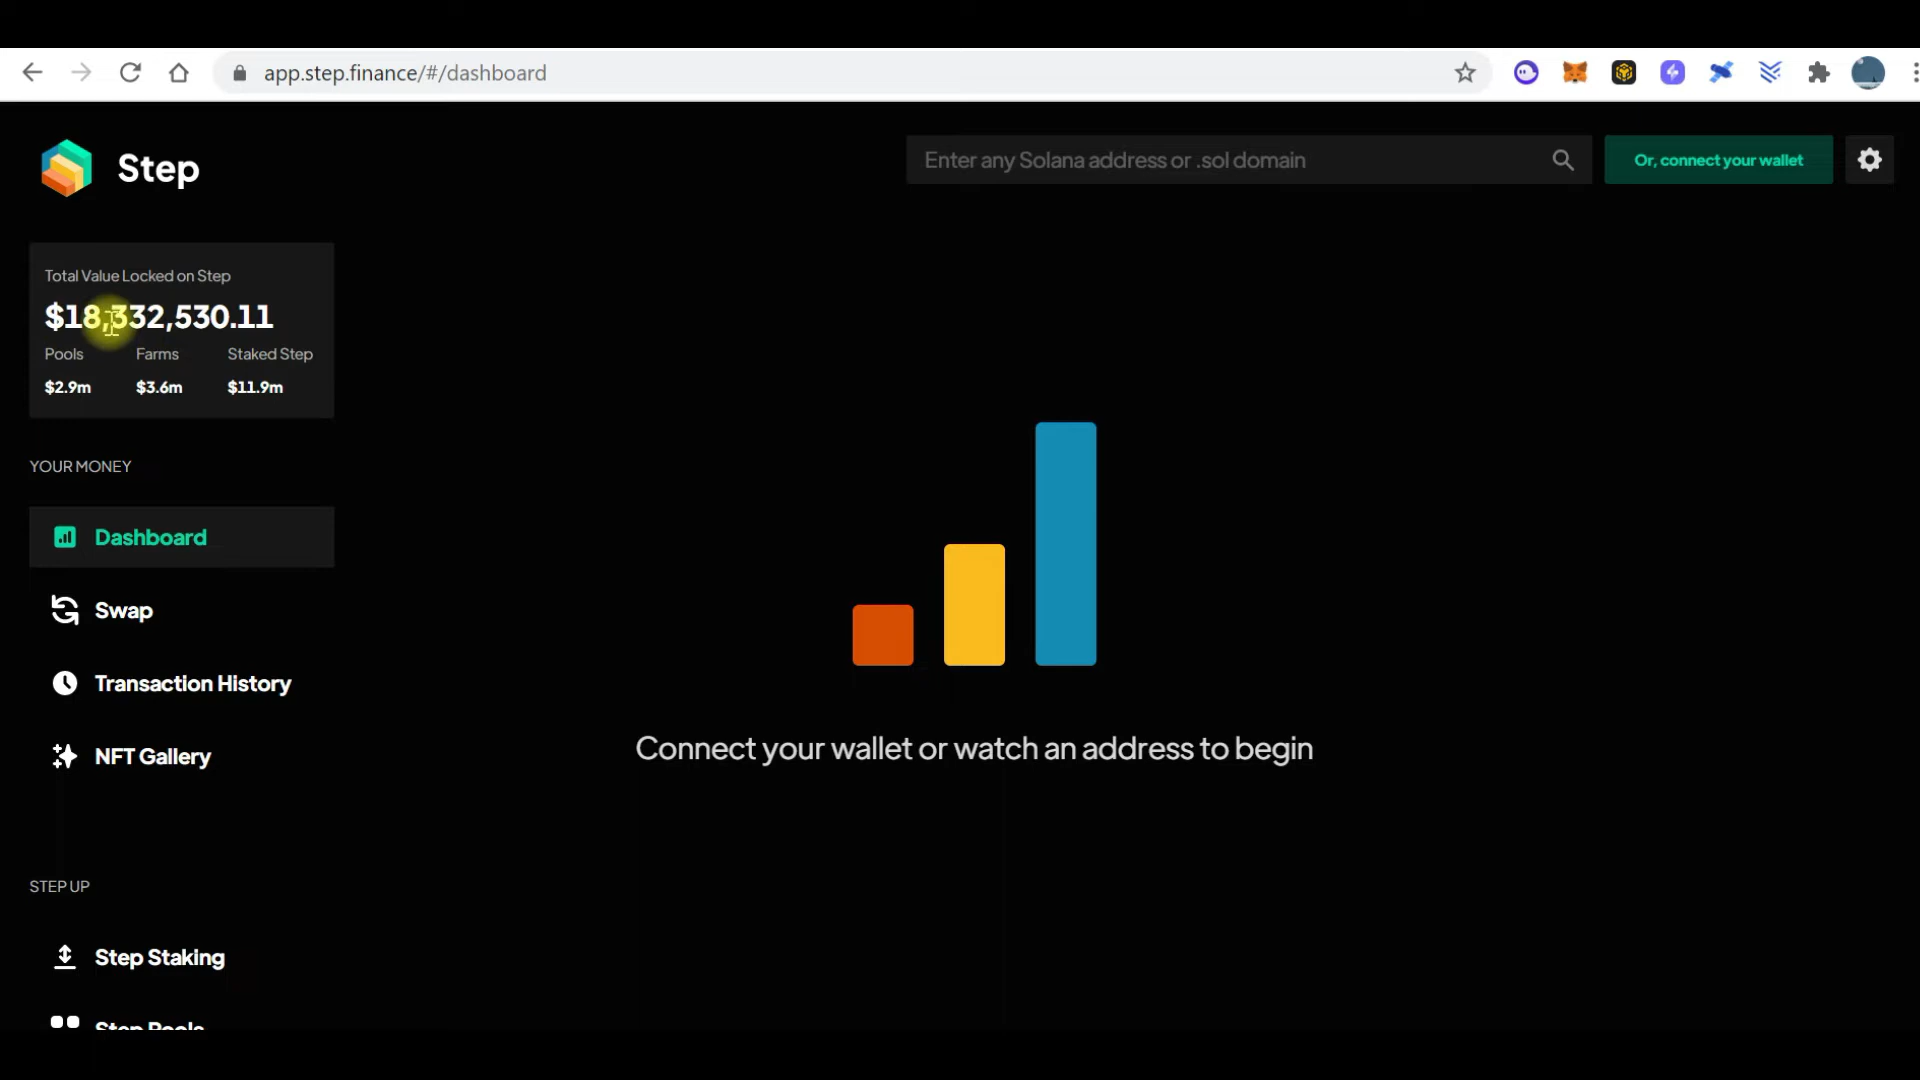 app.step.finance/#/dashboard
Step
Enter any Solana address or .sol domain
Or, connect your wallet
Total Value Locked on Step
$18,332,530.11
Pools Farms Staked Step
$2.9m $3.6m $11.9m
YOUR MONEY
Dashboard
Swap
Transaction History
NFT Gallery
Connect your wallet or watch an address to begin
STEP UP
Step Staking
Step Pools